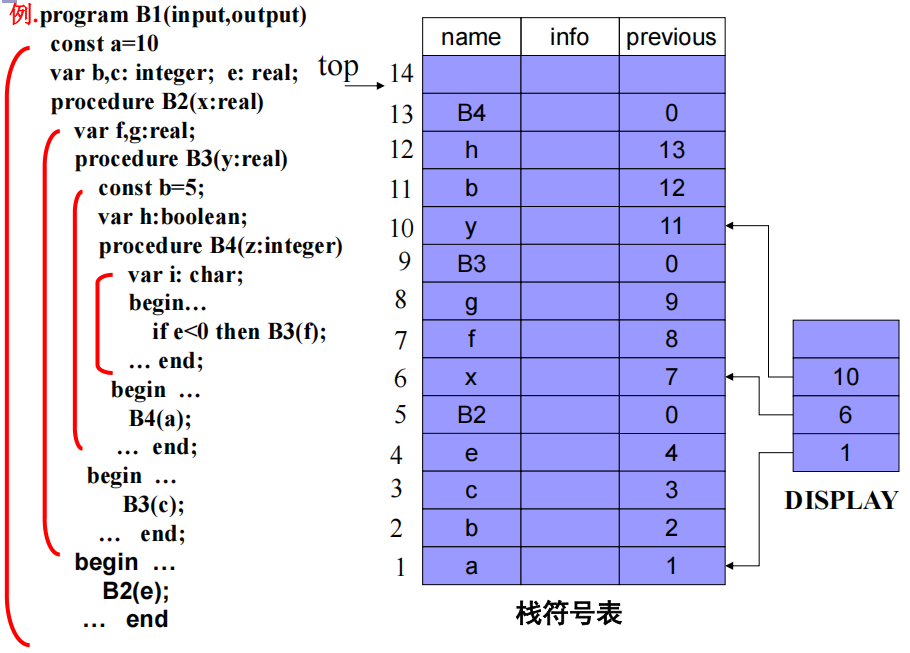 例.program B1(input,output)
const a=10
var b,c: integer; e: real;
procedure B2(x:real)
var f,g:real;
procedure B3(y:real)
const b=5;
var h:boolean;
procedure B4(z:integer)
var i: char;
begin…
if e<0 then B3(f);
… end;
begin …
B4(a);
… end;
begin …
B3(c);
… end;
begin …
B2(e);
… end
top
name info previous
14
13 B4 0
12 h 13
11 b 12
10 y 11
9 B3 0
8 g 9
7 f 8
6 x 7
5 B2 0
4 e 4
3 c 3
2 b 2
1 a 1
栈符号表
10
6
1
DISPLAY